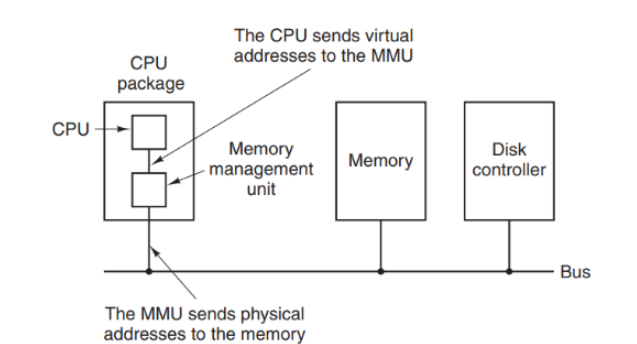 The CPU sends virtual
addresses to the MMU
CPU
package
CPU
Memory
management
unit
Memory
Disk
controller
Bus
The MMU sends physical
addresses to the memory